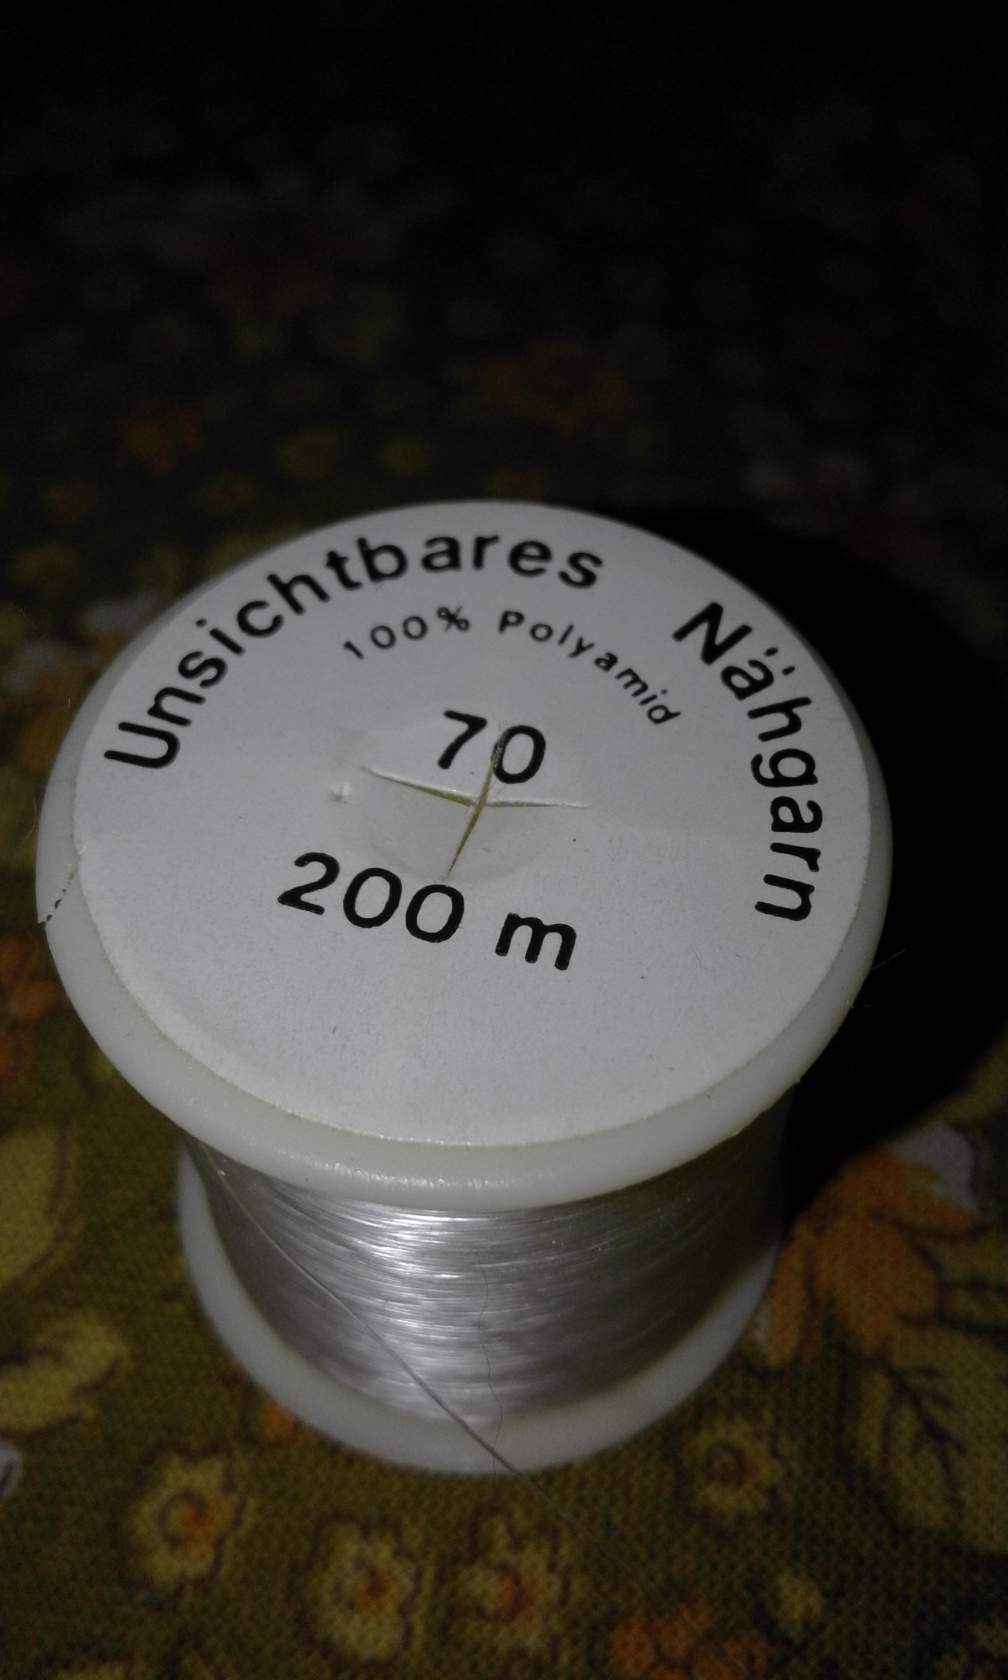 Unsichtbares Nähgarn
100% Polyamid
70
200 m